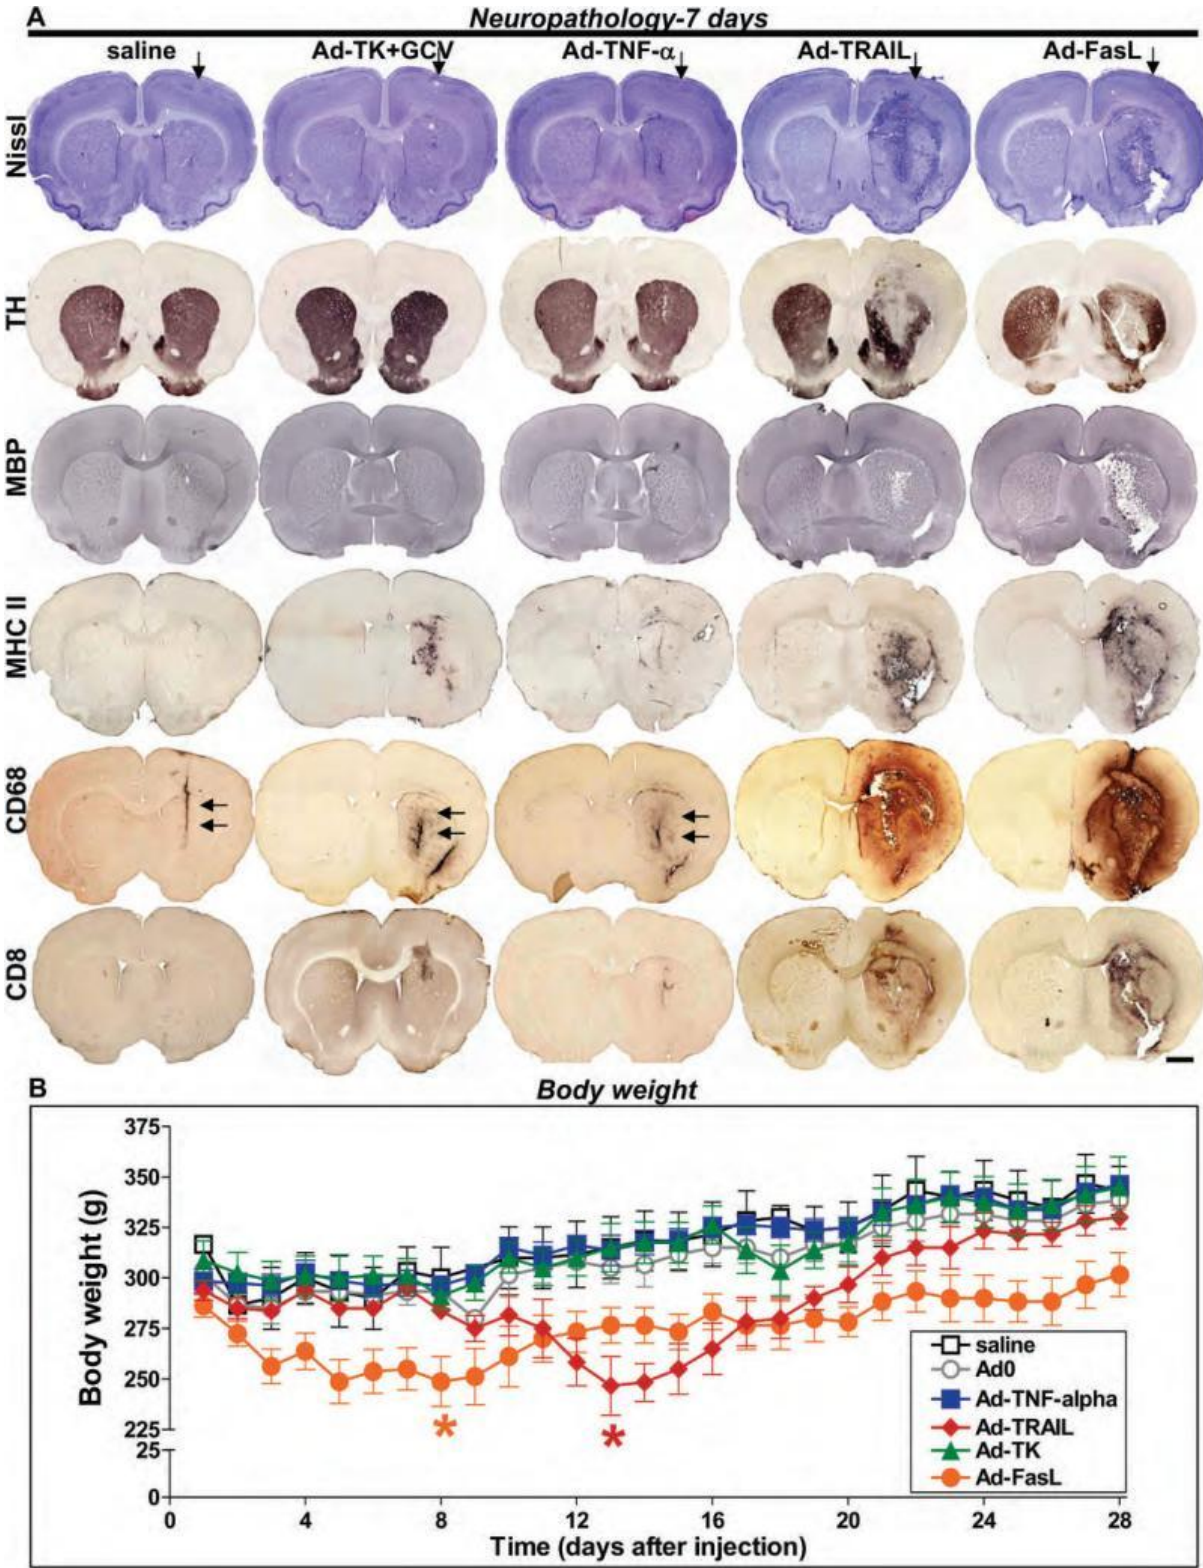 A Neuropathology-7 days
saline Ad-TK+GCV Ad-TNF-α Ad-TRAIL Ad-FasL
Nissl
TH
MBP
MHC II
CD68
CD8
B Body weight
375
350
325
300
275
250
225
25
0
Body weight (g)
0 4 8 12 16 20 24 28
Time (days after injection)
* *
saline
Ad0
Ad-TNF-alpha
Ad-TRAIL
Ad-TK
Ad-FasL